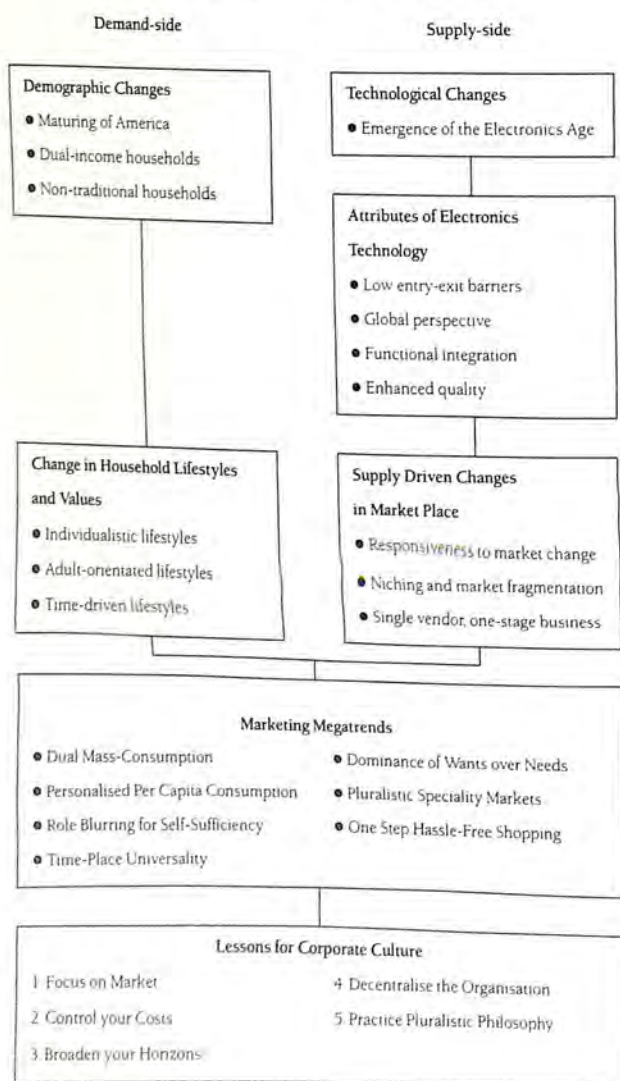 Demand-side
Supply-side
Demographic Changes
● Maturing of America
● Dual-income households
● Non-traditional households
Technological Changes
● Emergence of the Electronics Age
Attributes of Electronics
Technology
● Low entry-exit barriers
● Global perspective
● Functional integration
● Enhanced quality
Change in Household Lifestyles
and Values
● Individualistic lifestyles
● Adult-orientated lifestyles
● Time-driven lifestyles
Supply Driven Changes
in Market Place
● Responsiveness to market change
● Niching and market fragmentation
● Single vendor, one-stage business
Marketing Megatrends
● Dual Mass-Consumption
● Personalised Per Capita Consumption
● Role Blurring for Self-Sufficiency
● Time-Place Universality
● Dominance of Wants over Needs
● Pluralistic Speciality Markets
● One Step Hassle-Free Shopping
Lessons for Corporate Culture
1 Focus on Market
2 Control your Costs
3 Broaden your Horizons
4 Decentralise the Organisation
5 Practice Pluralistic Philosophy